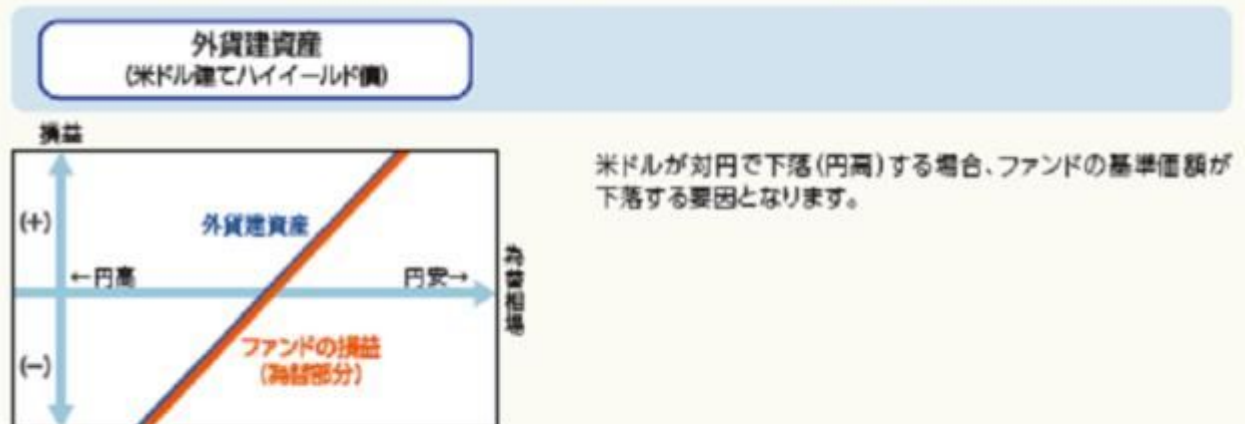 外貨建資産
(米ドル建てハイイールド債)
損益
米ドルが対円で下落(円高)する場合、ファンドの基準価額が
下落する要因となります。
(+)
外貨建資産
←円高
円安→
為替相場
ファンドの損益
(為替部分)
(−)